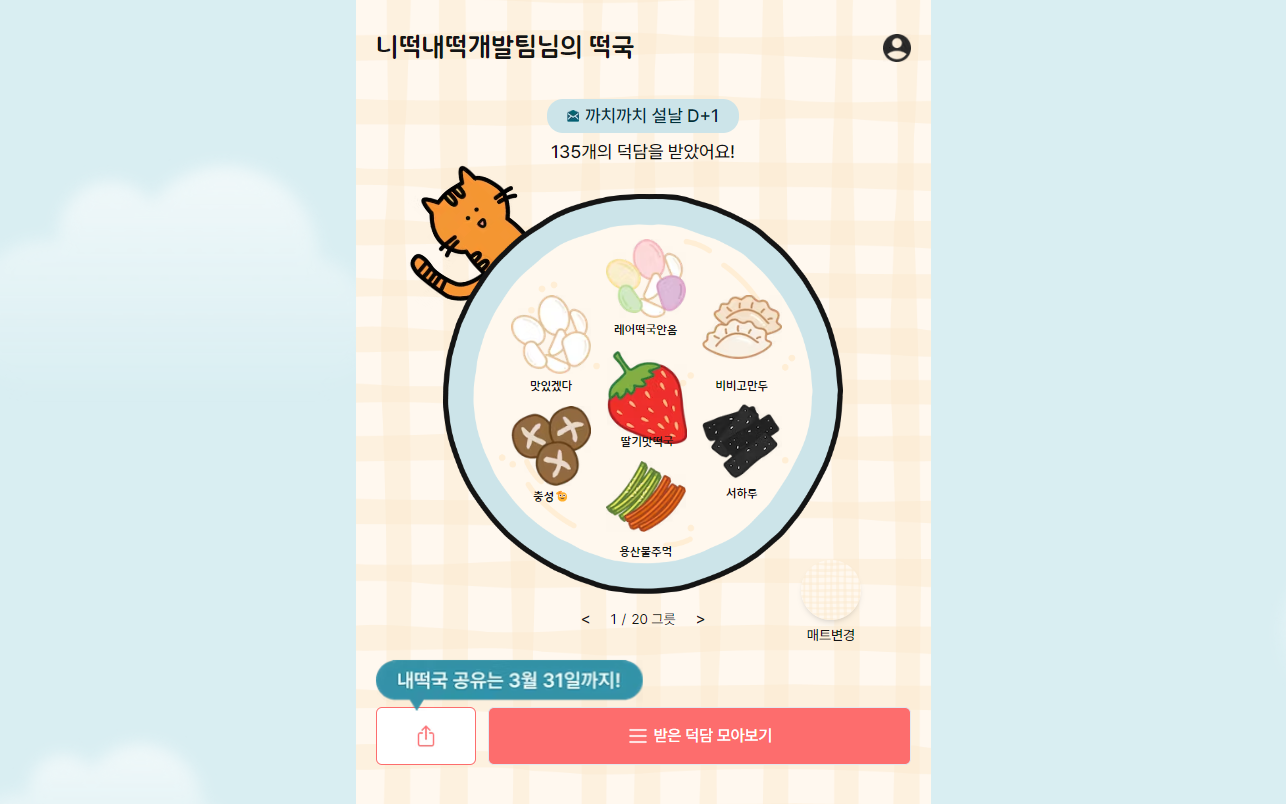 니떡내떡개발팀님의 떡국
까치까치 설날 D+1
135개의 덕담을 받았어요!
레어떡국안옴
맛있겠다
비비고만두
딸기맛떡국
충성🫡
서하투
용산물주먹
< 1 / 20 그릇 >
매트변경
내떡국 공유는 3월 31일까지!
받은 덕담 모아보기